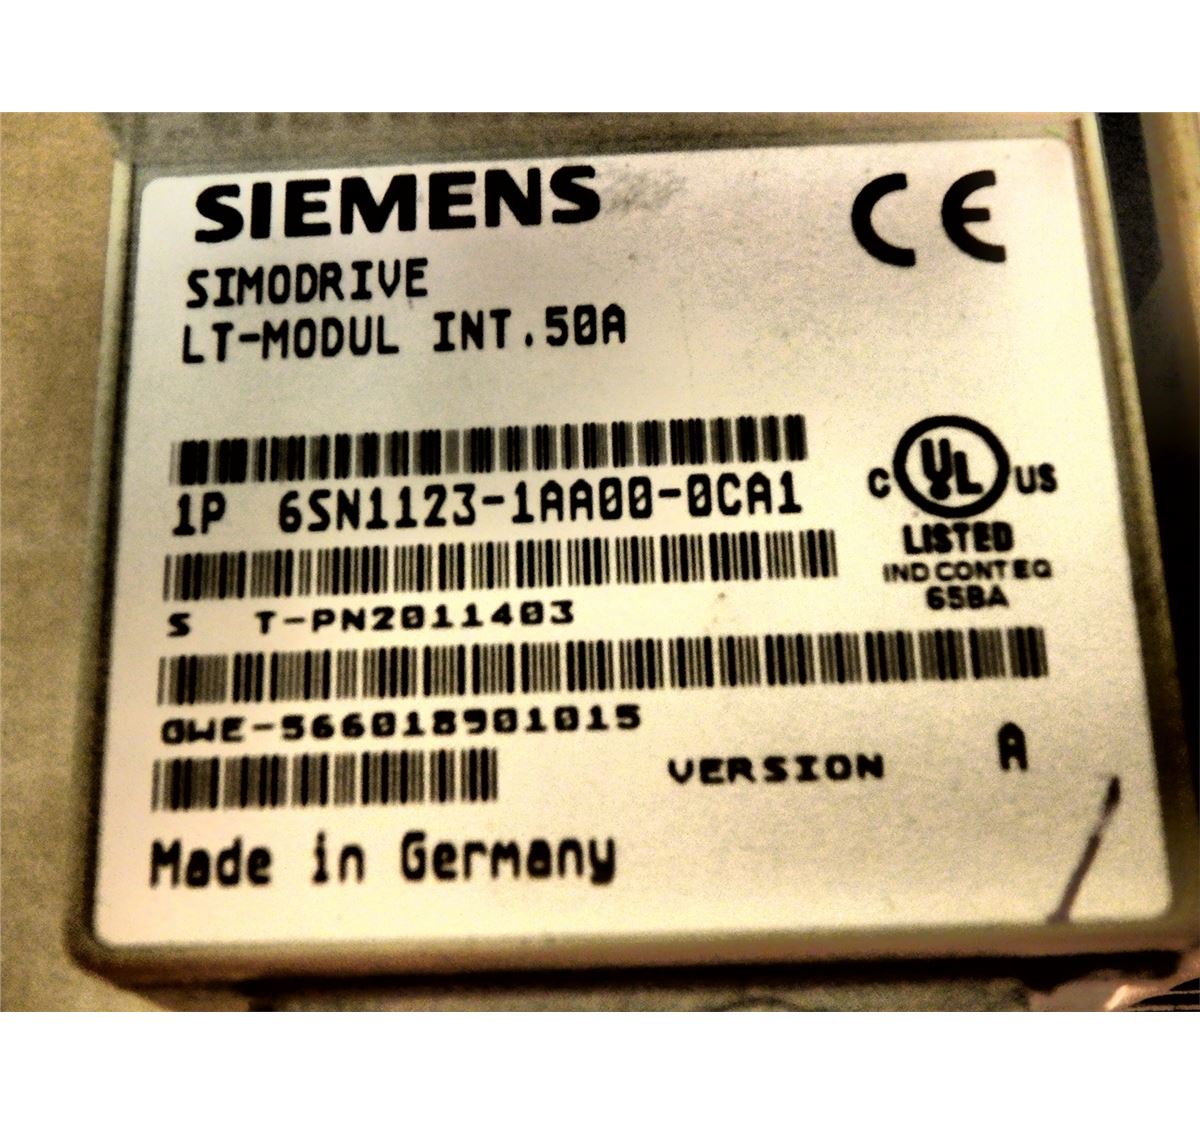 SIEMENS
CE
SIMODRIVE
LT-MODUL INT.50A
1P 6SN1123-1AA00-0CA1
C UL US
LISTED
IND CONT EQ
65BA
S T-PN2011403
GWE-566018901015
VERSION A
Made in Germany